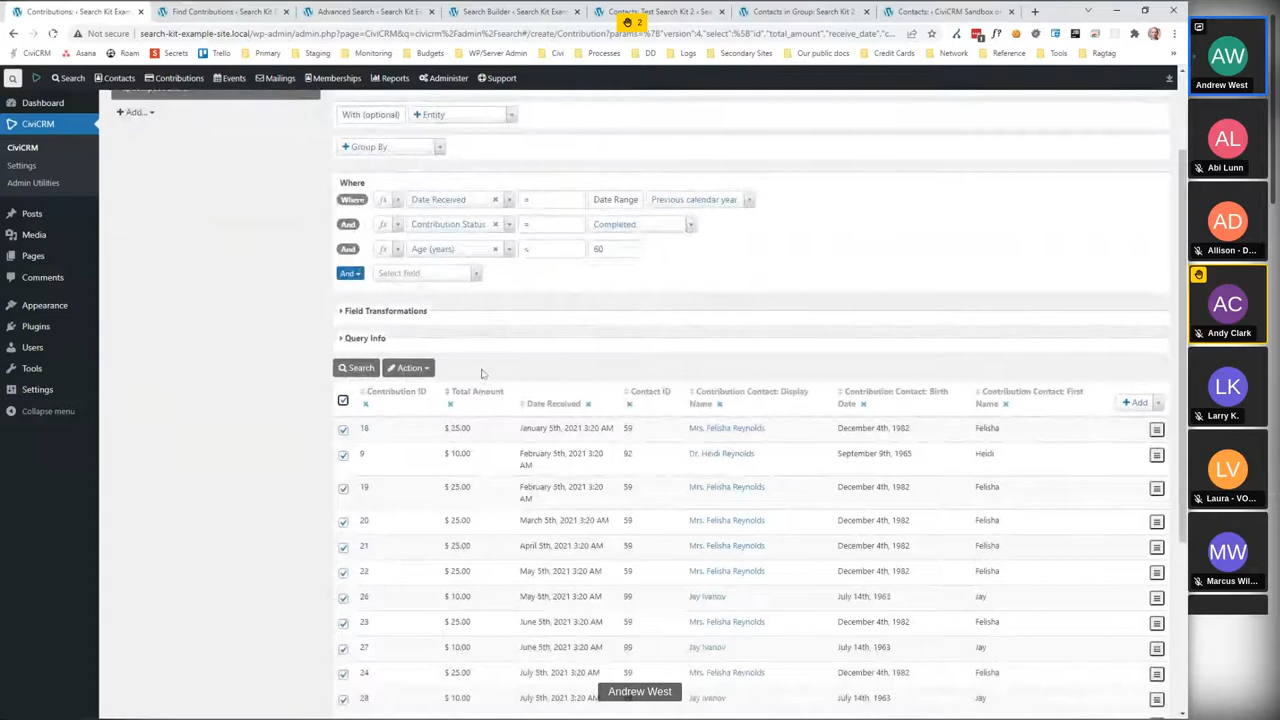 Contributions: ‹ Search Kit Exam
Find Contributions ‹ Search Kit E
Advanced Search ‹ Search Kit Ex
Search Builder ‹ Search Kit Exam
Contacts: Test Search Kit 2
Contacts in Group: Search Kit 2
Contacts: ‹ CiviCRM Sandbox o
2
search-kit-example-site.local/wp-admin/admin.php?page=CiviCRM&q=civicrm%2Fadmin%2Fsearch#/create/Contribution?params=%7B"version":4,"select":%5B"id","total_amount","receive_date","c
CiviCRM
Asana
Roam
Secrets
Trello
Morning
Monitoring
Budgets
WP/Server Admin
Civi
Processes
DD
Logs
Secondary Sites
Our public docs
Credit Cards
Network
Reference
Tools
Ragtag
Search
Contacts
Contributions
Events
Mailings
Memberships
Reports
Administer
Support
Dashboard
CiviCRM
CiviCRM
Settings
Admin Utilities
Posts
Media
Pages
Comments
Appearance
Plugins
Users
Tools
Settings
Collapse menu
Add...
With (optional) Entity
Group By
Where
Where Date Received = Date Range Previous calendar year
And Contribution Status = Completed
And Age (years) < 60
And Select field
Field Transformations
Query Info
Search Action
Contribution ID Total Amount Date Received Contact ID Contribution Contact: Display Name Contribution Contact: Birth Date Contribution Contact: First Name Add
18 $ 25.00 January 5th, 2021 3:20 AM 59 Mrs. Felisha Reynolds December 4th, 1982 Felisha
9 $ 10.00 February 5th, 2021 3:20 AM 92 Dr. Heidi Reynolds September 9th, 1965 Heidi
19 $ 25.00 February 5th, 2021 3:20 AM 59 Mrs. Felisha Reynolds December 4th, 1982 Felisha
20 $ 25.00 March 5th, 2021 3:20 AM 59 Mrs. Felisha Reynolds December 4th, 1982 Felisha
21 $ 25.00 April 5th, 2021 3:20 AM 59 Mrs. Felisha Reynolds December 4th, 1982 Felisha
22 $ 25.00 May 5th, 2021 3:20 AM 59 Mrs. Felisha Reynolds December 4th, 1982 Felisha
26 $ 10.00 May 5th, 2021 3:20 AM 99 Jay Ivanov July 14th, 1963 Jay
23 $ 25.00 June 5th, 2021 3:20 AM 59 Mrs. Felisha Reynolds December 4th, 1982 Felisha
27 $ 10.00 June 5th, 2021 3:20 AM 99 Jay Ivanov July 14th, 1963 Jay
24 $ 25.00 July 5th, 2021 3:20 AM 59 Mrs. Felisha Reynolds December 4th, 1982 Felisha
28 $ 10.00 July 5th, 2021 3:20 AM 99 Jay Ivanov July 14th, 1963 Jay
Andrew West
AW
Andrew West
AL
Abi Lunn
AD
Allison - D...
AC
Andy Clark
LK
Larry K.
LV
Laura - VO...
MW
Marcus Wil...